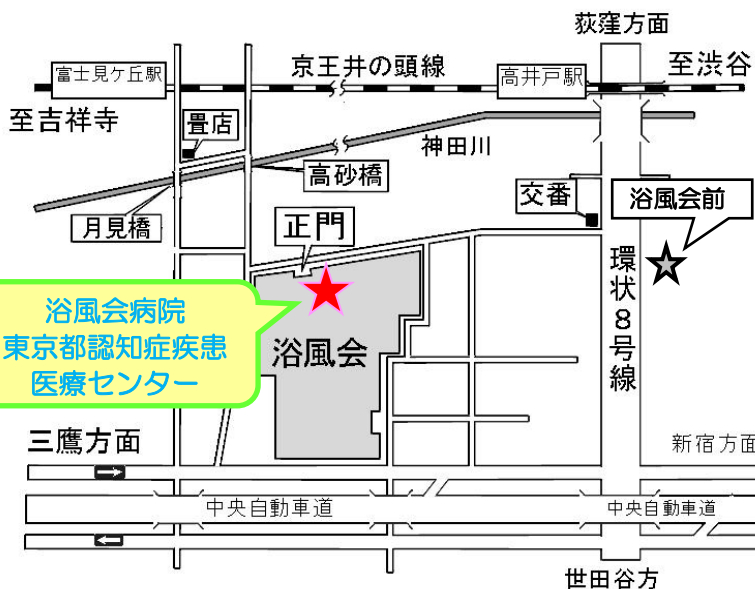 荻窪方面
富士見ケ丘駅
京王井の頭線
高井戸駅
至渋谷
至吉祥寺
畳店
神田川
高砂橋
月見橋
正門
交番
浴風会前
環状8号線
浴風会病院
東京都認知症疾患
医療センター
浴風会
三鷹方面
新宿方面
中央自動車道
中央自動車道
世田谷方